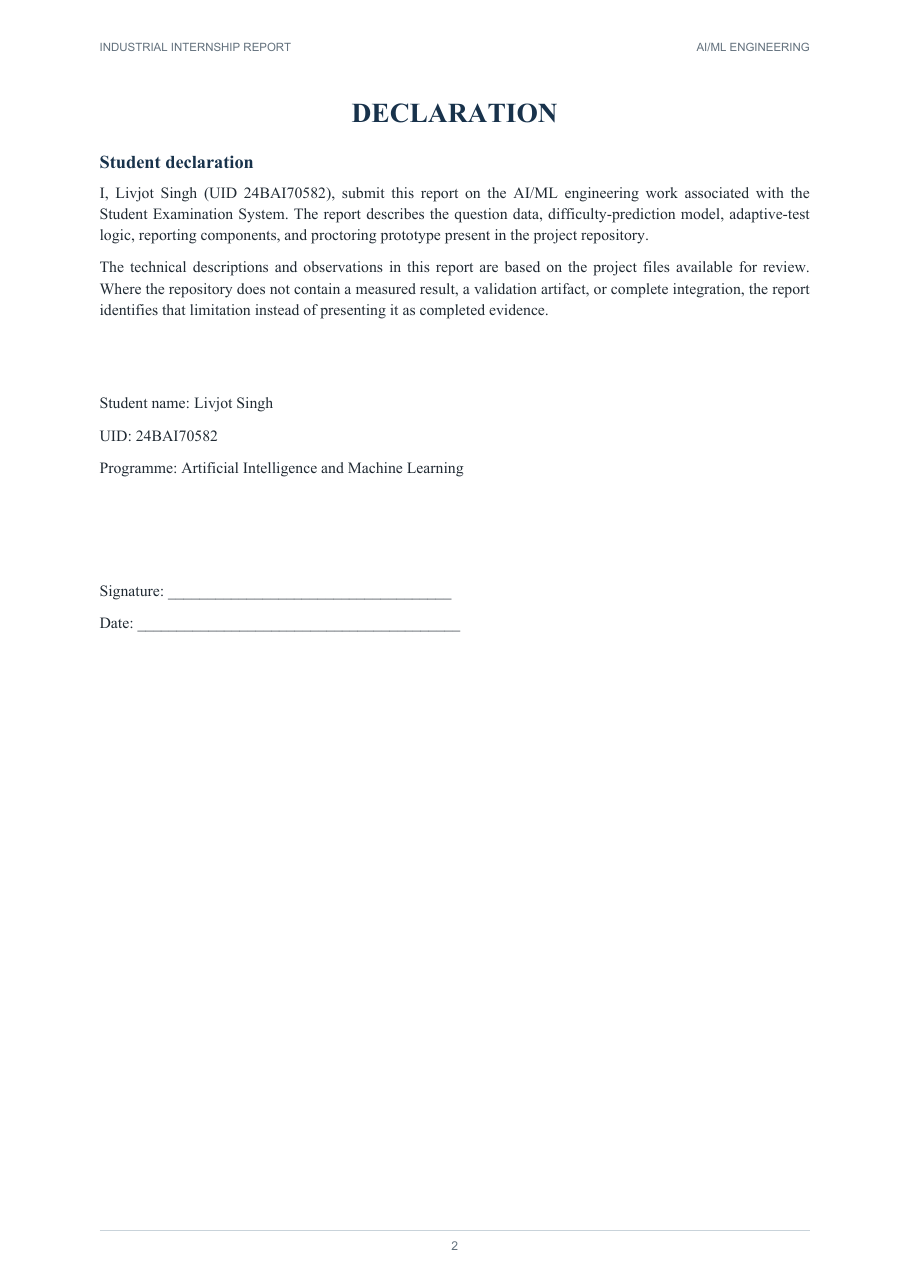 INDUSTRIAL INTERNSHIP REPORT
AI/ML ENGINEERING
DECLARATION
Student declaration
I, Livjot Singh (UID 24BAI70582), submit this report on the AI/ML engineering work associated with the
Student Examination System. The report describes the question data, difficulty-prediction model, adaptive-test
logic, reporting components, and proctoring prototype present in the project repository.
The technical descriptions and observations in this report are based on the project files available for review.
Where the repository does not contain a measured result, a validation artifact, or complete integration, the report
identifies that limitation instead of presenting it as completed evidence.
Student name: Livjot Singh
UID: 24BAI70582
Programme: Artificial Intelligence and Machine Learning
Signature: ____________________________________
Date: _________________________________________
2